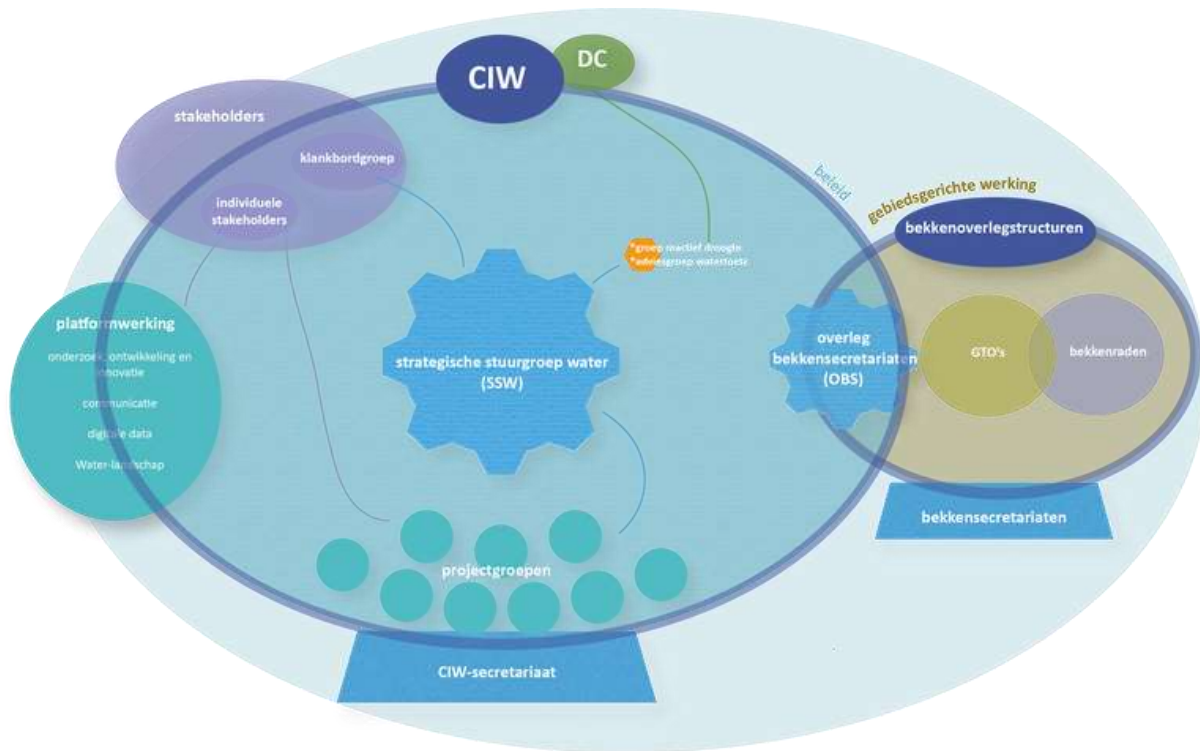 CIW
DC
stakeholders
klankbordgroep
individuele
stakeholders
beleid
gebiedsgerichte werking
bekkenoverlegstructuren
*groep reactief droogte
*adviesgroep watertoets
platformwerking
onderzoek, ontwikkeling en
innovatie
communicatie
digitale data
Water-landschap
strategische stuurgroep water
(SSW)
overleg
bekkensecretariaten
(OBS)
GTO's
bekkenraden
bekkensecretariaten
projectgroepen
CIW-secretariaat